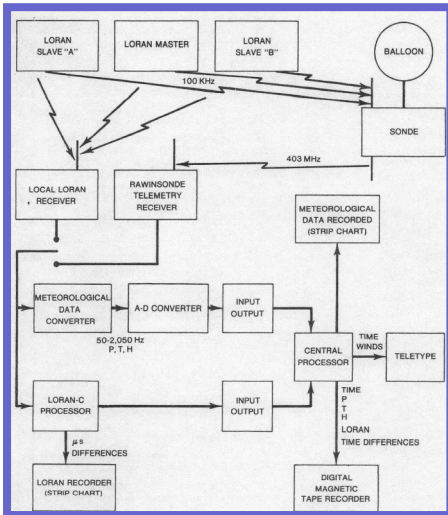 LORAN
SLAVE "A"
LORAN MASTER
LORAN
SLAVE "B"
BALLOON
100 KHz
SONDE
403 MHz
LOCAL LORAN
RECEIVER
RAWINSONDE
TELEMETRY
RECEIVER
METEOROLOGICAL
DATA RECORDED
(STRIP CHART)
METEOROLOGICAL
DATA
CONVERTER
A-D CONVERTER
INPUT
OUTPUT
50-2,050 Hz
P, T, H
CENTRAL
PROCESSOR
TIME
WINDS
TELETYPE
LORAN-C
PROCESSOR
INPUT
OUTPUT
TIME
P
T
H
LORAN
TIME DIFFERENCES
μs
DIFFERENCES
LORAN RECORDER
(STRIP CHART)
DIGITAL
MAGNETIC
TAPE RECORDER